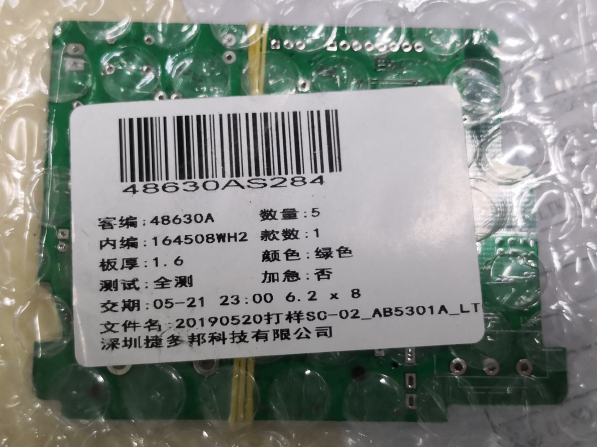 48630AS284
客编:48630A 数量:5
内编:164508WH2 款数:1
板厚:1.6 颜色:绿色
测试:全测 加急:否
交期:05-21 23:00 6.2 x 8
文件名:20190520打样SC-02_AB5301A_LT
深圳捷多邦科技有限公司